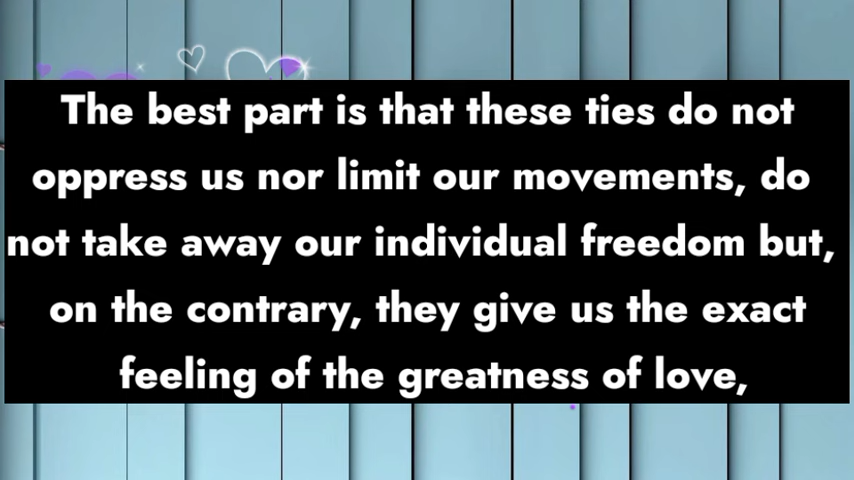 The best part is that these ties do not
oppress us nor limit our movements, do
not take away our individual freedom but,
on the contrary, they give us the exact
feeling of the greatness of love,